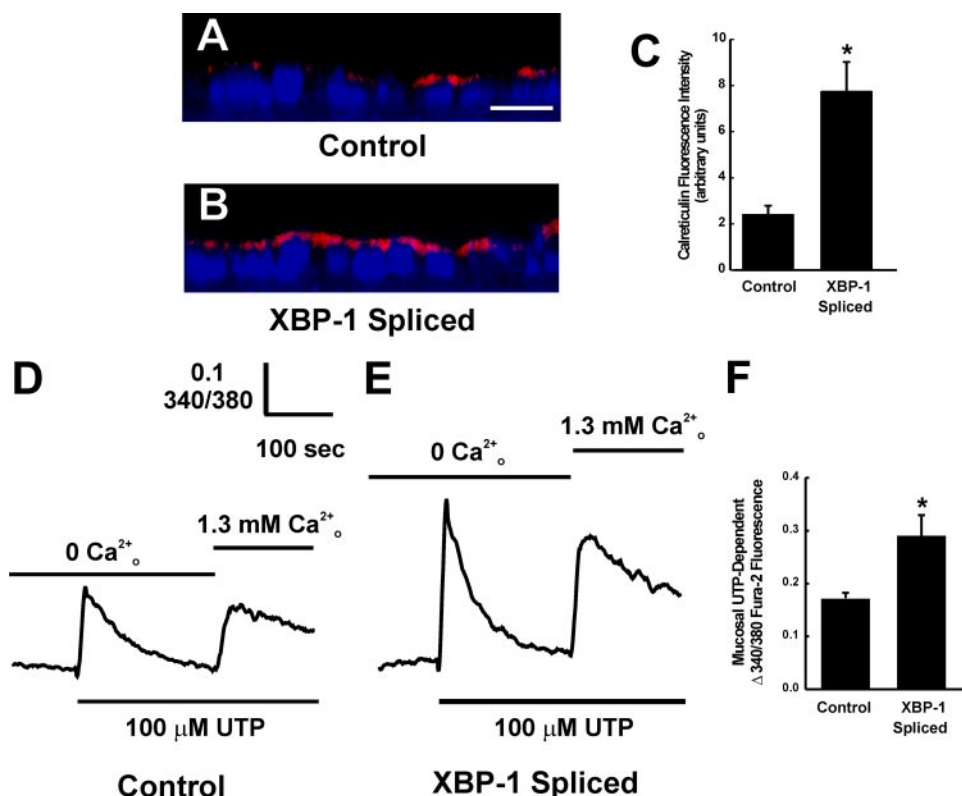 A
Control
B
XBP-1 Spliced
C
Calreticulin Fluorescence Intensity
(arbitrary units)
10
8
6
4
2
0
*
Control
XBP-1
Spliced
D
0.1
340/380
100 sec
0 Ca²⁺ₒ
1.3 mM Ca²⁺ₒ
100 μM UTP
Control
E
1.3 mM Ca²⁺ₒ
0 Ca²⁺ₒ
100 μM UTP
XBP-1 Spliced
F
Mucosal UTP-Dependent
Δ 340/380 Fura-2 Fluorescence
0.4
0.3
0.2
0.1
0.0
*
Control
XBP-1
Spliced